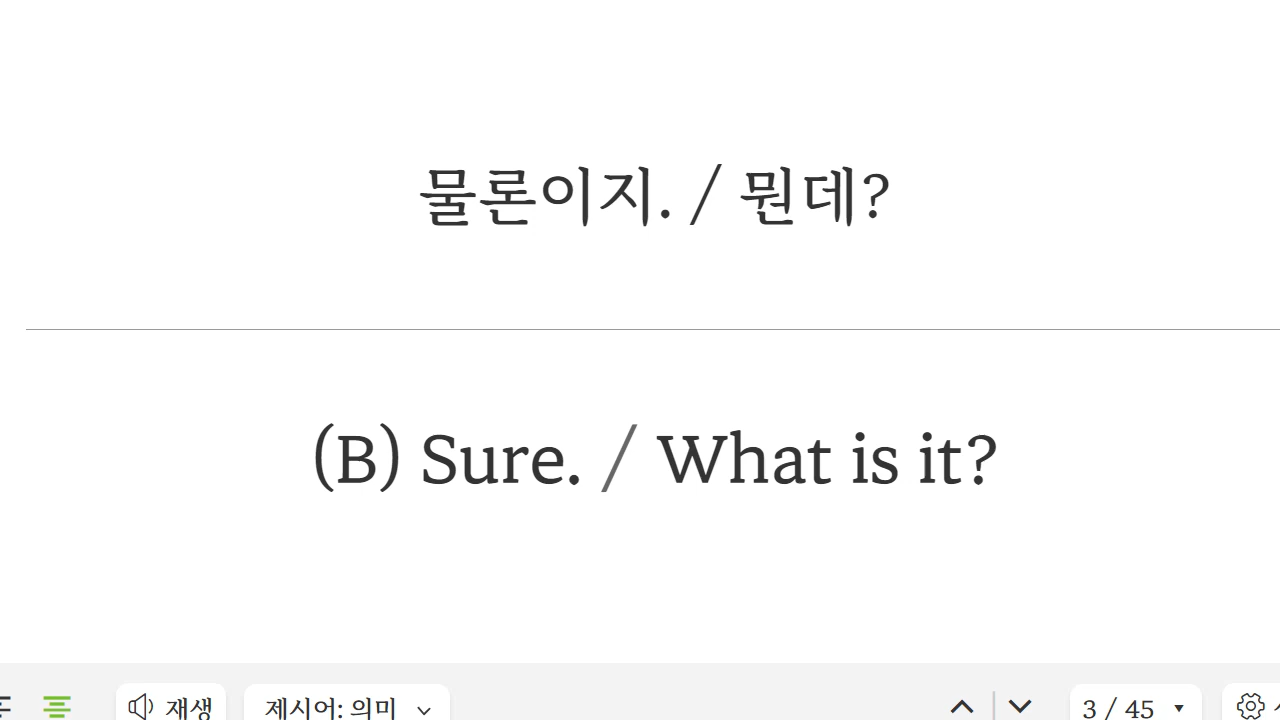 물론이지. / 뭔데?
(B) Sure. / What is it?
재생 제시어: 의미 3 / 45